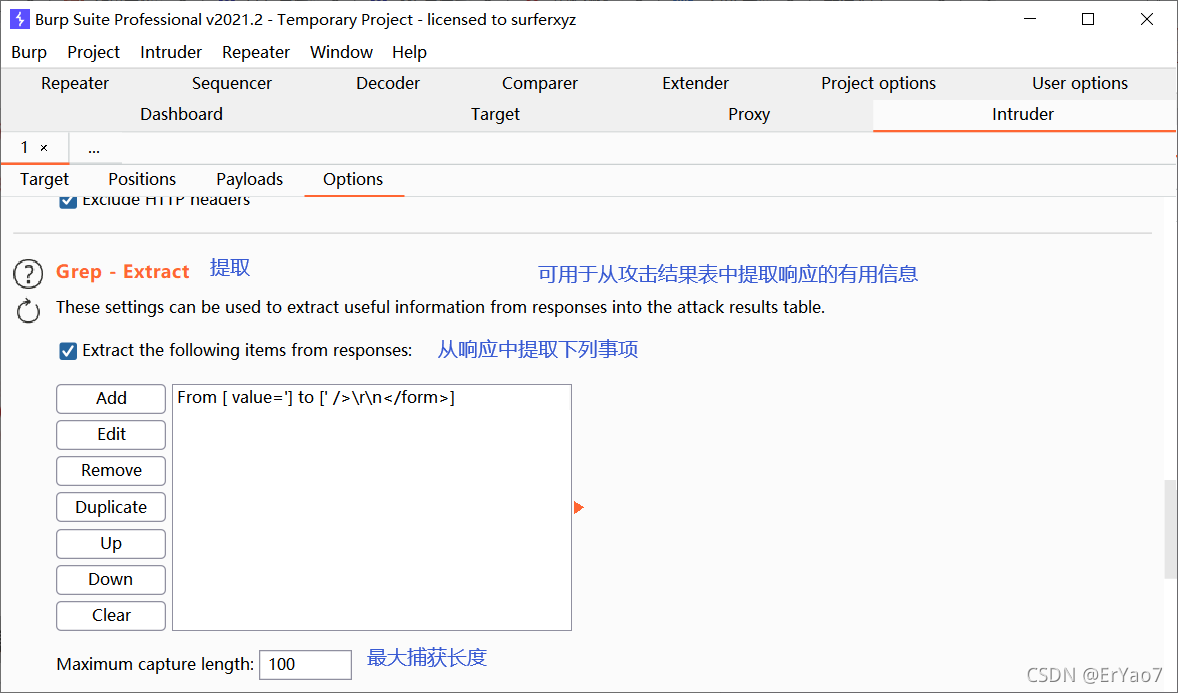 Burp Suite Professional v2021.2 - Temporary Project - licensed to surferxyz
Burp Project Intruder Repeater Window Help
Repeater Sequencer Decoder Comparer Extender Project options User options
Dashboard Target Proxy Intruder
1 × ...
Target Positions Payloads Options
Exclude HTTP headers
Grep - Extract 提取 可用于从攻击结果表中提取响应的有用信息
These settings can be used to extract useful information from responses into the attack results table.
Extract the following items from responses: 从响应中提取下列事项
Add
From [ value='] to [' />\r\n</form>]
Edit
Remove
Duplicate
Up
Down
Clear
Maximum capture length: 100 最大捕获长度
CSDN @ErYao7